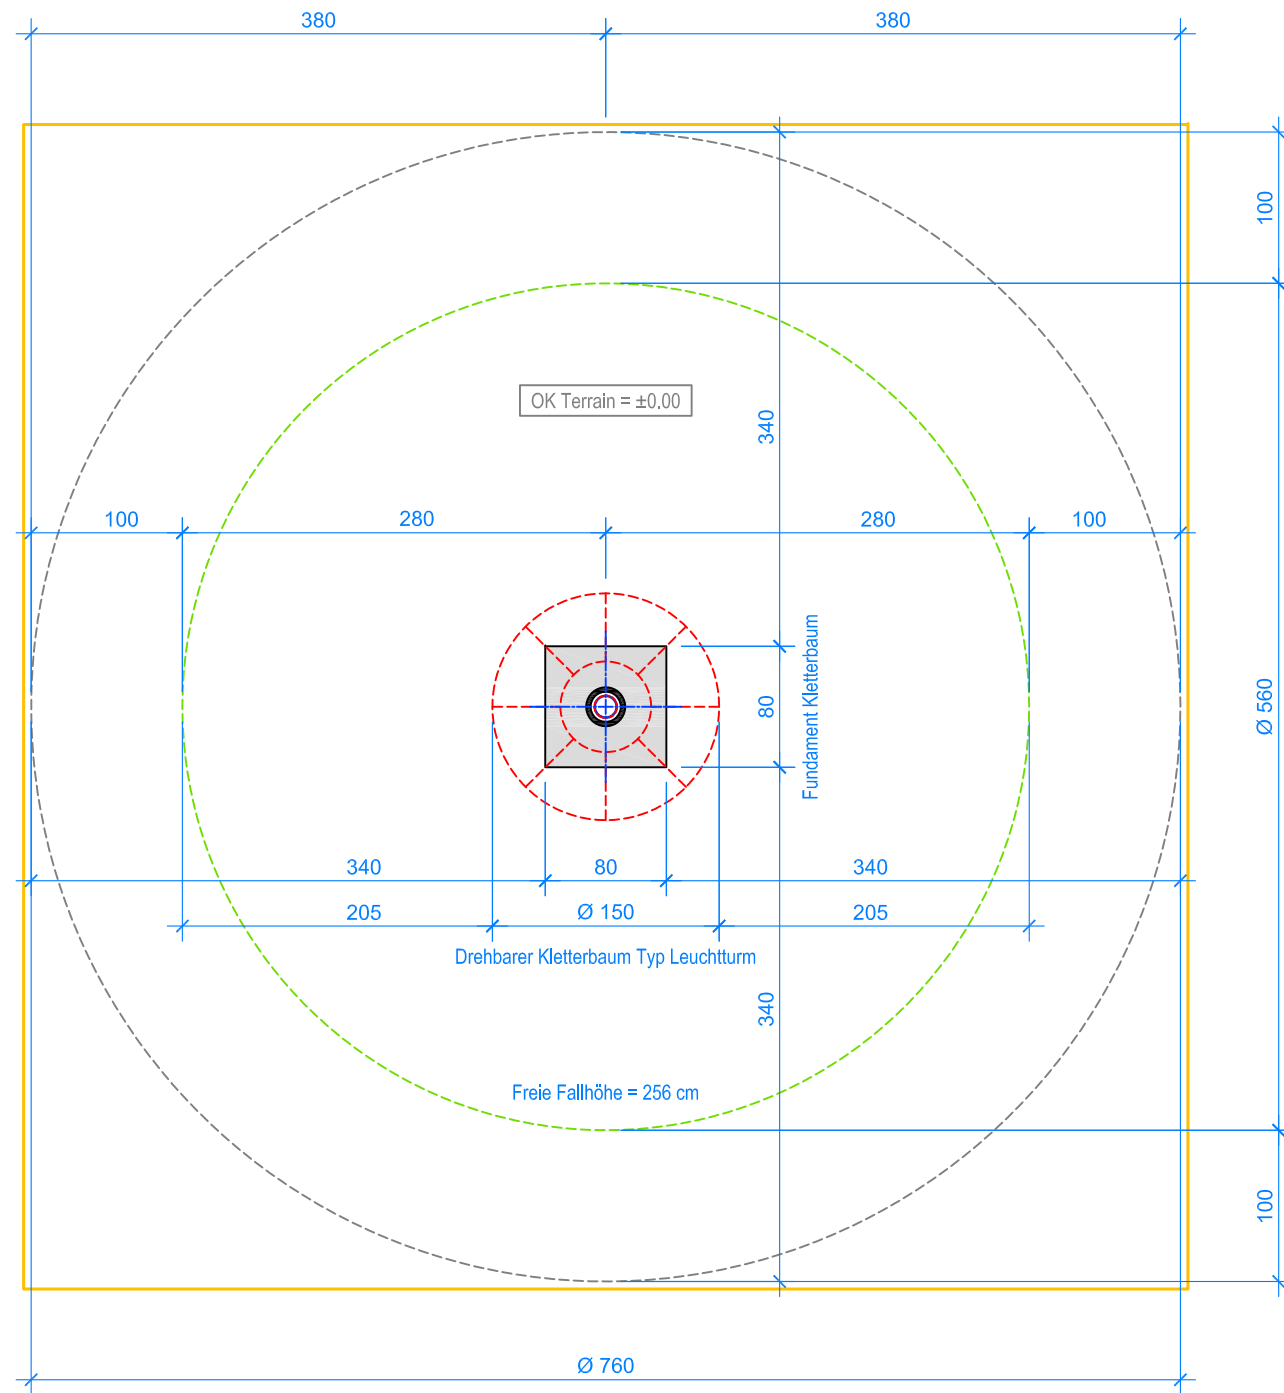 380
380
100
OK Terrain = ±0.00
340
100
280
280
100
Fundament Kletterbaum
80
Ø 560
340
80
340
205
Ø 150
205
Drehbarer Kletterbaum Typ Leuchtturm
340
Freie Fallhöhe = 256 cm
100
Ø 760